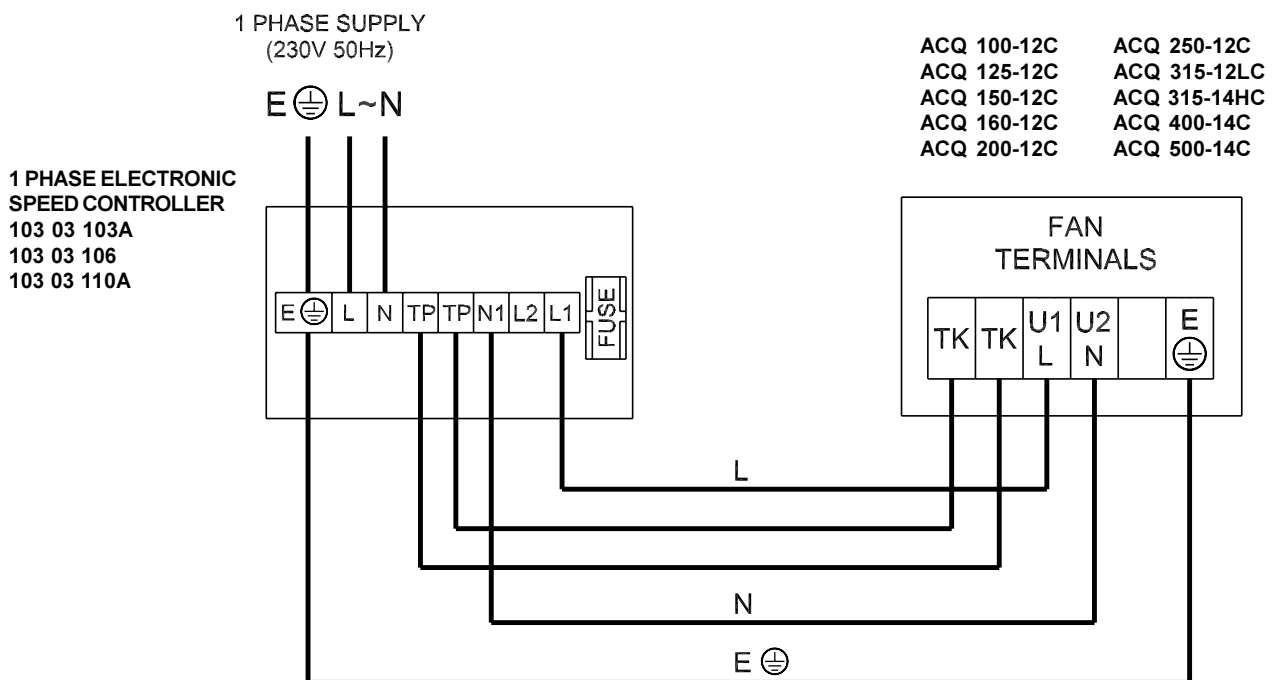 1 PHASE SUPPLY
(230V 50Hz)
E L~N
1 PHASE ELECTRONIC
SPEED CONTROLLER
103 03 103A
103 03 106
103 03 110A
ACQ 100-12C ACQ 250-12C
ACQ 125-12C ACQ 315-12LC
ACQ 150-12C ACQ 315-14HC
ACQ 160-12C ACQ 400-14C
ACQ 200-12C ACQ 500-14C
E L N TP TP N1 L2 L1
FUSE
FAN
TERMINALS
TK TK U1 U2 E
L N
L
N
E